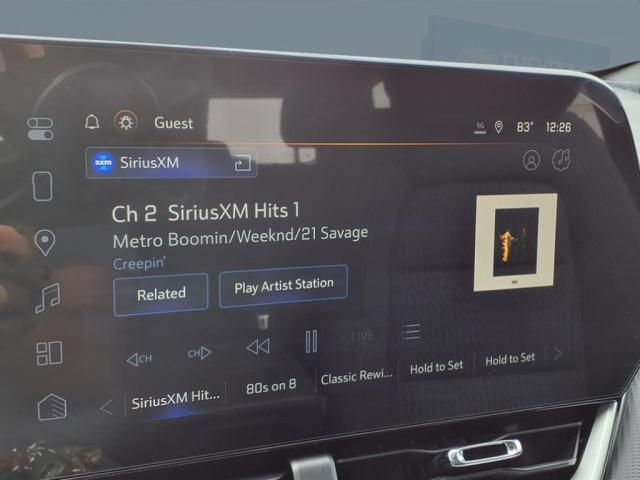 Guest
5G
83°
12:26
sxm SiriusXM
Ch 2 SiriusXM Hits 1
Metro Boomin/Weeknd/21 Savage
Creepin'
Related
Play Artist Station
CH
CH
LIVE
SiriusXM Hit...
80s on 8
Classic Rewi...
Hold to Set
Hold to Set